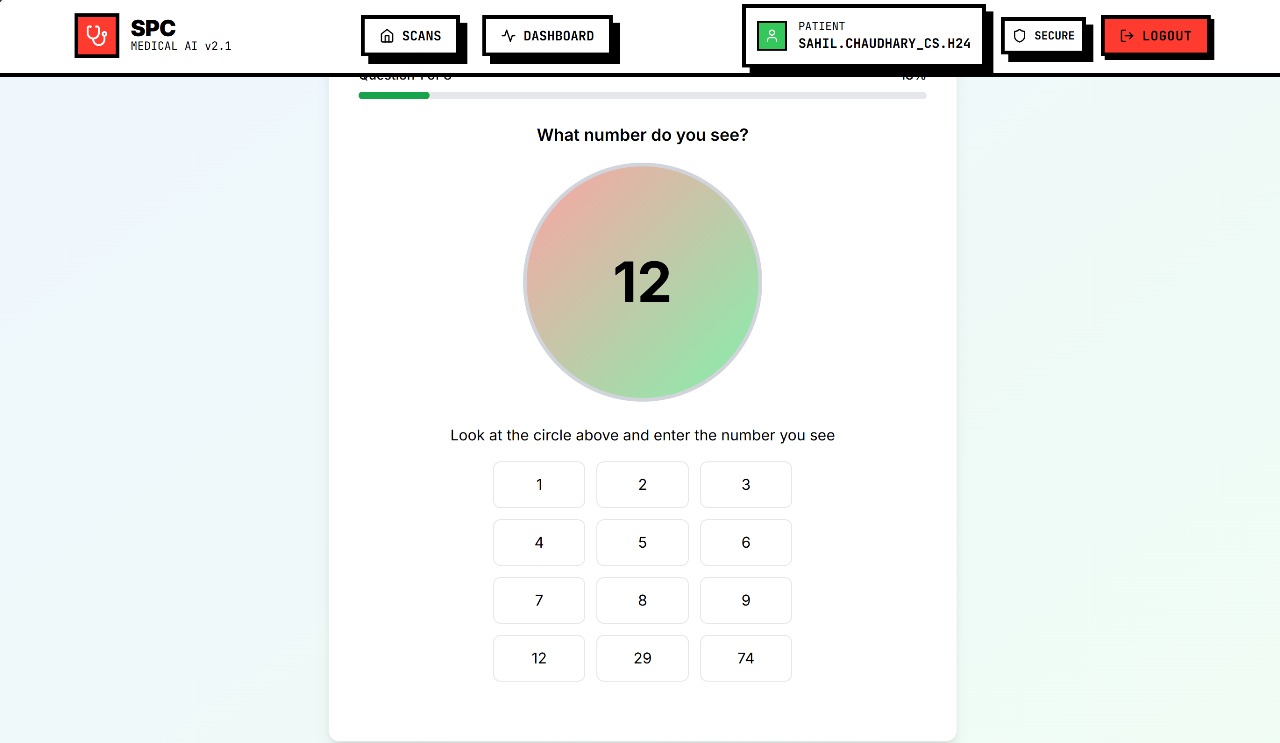 SPC
MEDICAL AI v2.1
SCANS
DASHBOARD
PATIENT
SAHIL.CHAUDHARY_CS.H24
SECURE
LOGOUT
What number do you see?
12
Look at the circle above and enter the number you see
1 2 3
4 5 6
7 8 9
12 29 74